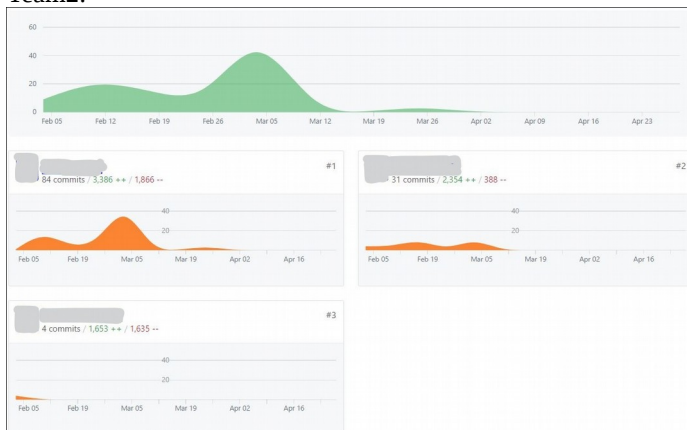 Team2:
60
40
20
0
Feb 05 Feb 12 Feb 19 Feb 26 Mar 05 Mar 12 Mar 19 Mar 26 Apr 02 Apr 09 Apr 16 Apr 23
#1
84 commits / 3,386 ++ / 1,866 --
40
20
Feb 05 Feb 19 Mar 05 Mar 19 Apr 02 Apr 16
#2
31 commits / 2,354 ++ / 388 --
40
20
Feb 05 Feb 19 Mar 05 Mar 19 Apr 02 Apr 16
#3
4 commits / 1,653 ++ / 1,635 --
40
20
Feb 05 Feb 19 Mar 05 Mar 19 Apr 02 Apr 16